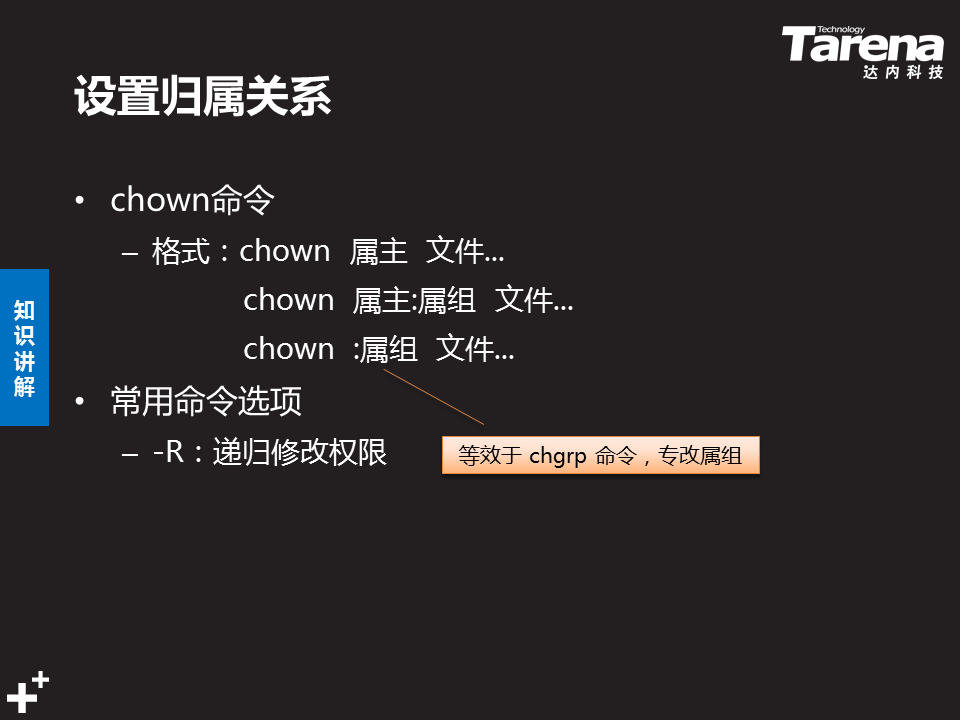 Technology
Tarena
达内科技
设置归属关系
• chown命令
– 格式：chown 属主 文件...
chown 属主:属组 文件...
chown :属组 文件...
知识讲解
• 常用命令选项
– -R：递归修改权限
等效于 chgrp 命令，专改属组